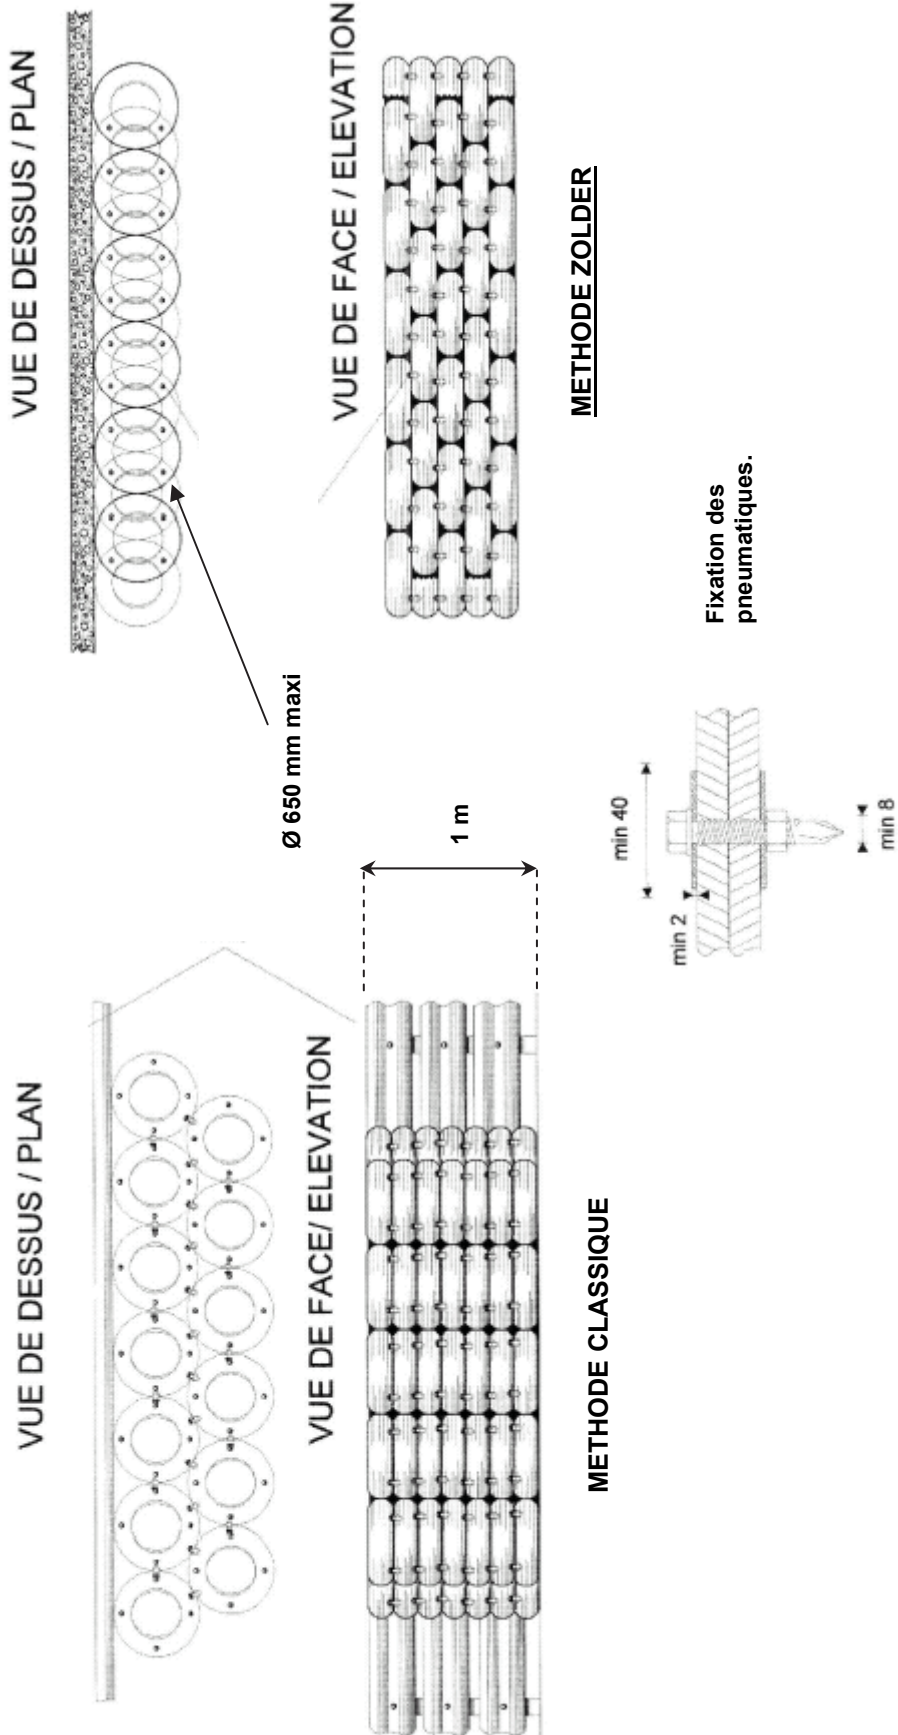 VUE DE DESSUS / PLAN
VUE DE DESSUS / PLAN
Ø 650 mm maxi
VUE DE FACE/ ELEVATION
VUE DE FACE / ELEVATION
1 m
METHODE CLASSIQUE
METHODE ZOLDER
min 40
min 2
min 8
Fixation des
pneumatiques.